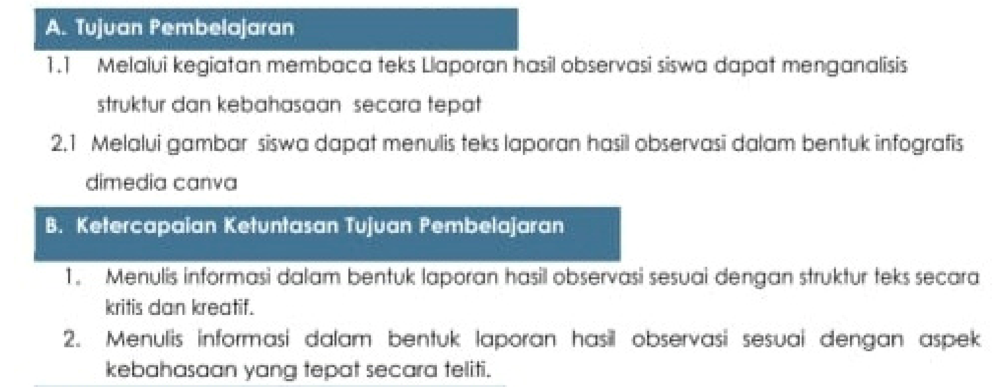 A. Tujuan Pembelajaran
1.1 Melalui kegiatan membaca teks Llaporan hasil observasi siswa dapat menganalisis
struktur dan kebahasaan secara tepat
2.1 Melalui gambar siswa dapat menulis teks laporan hasil observasi dalam bentuk infografis
dimedia canva
B. Ketercapaian Ketuntasan Tujuan Pembelajaran
1. Menulis informasi dalam bentuk laporan hasil observasi sesuai dengan struktur teks secara
kritis dan kreatif.
2. Menulis informasi dalam bentuk laporan hasil observasi sesuai dengan aspek
kebahasaan yang tepat secara teliti.